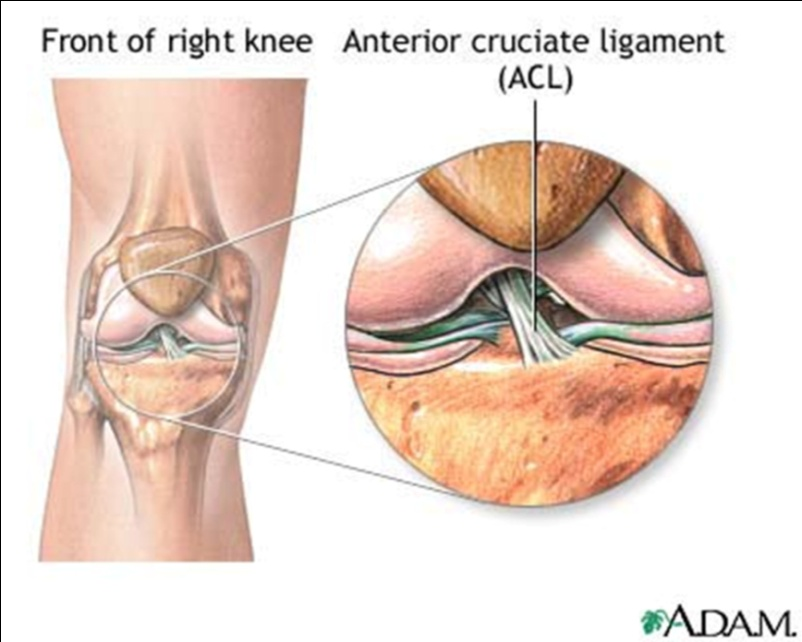 Front of right knee
Anterior cruciate ligament
(ACL)
A.D.A.M.